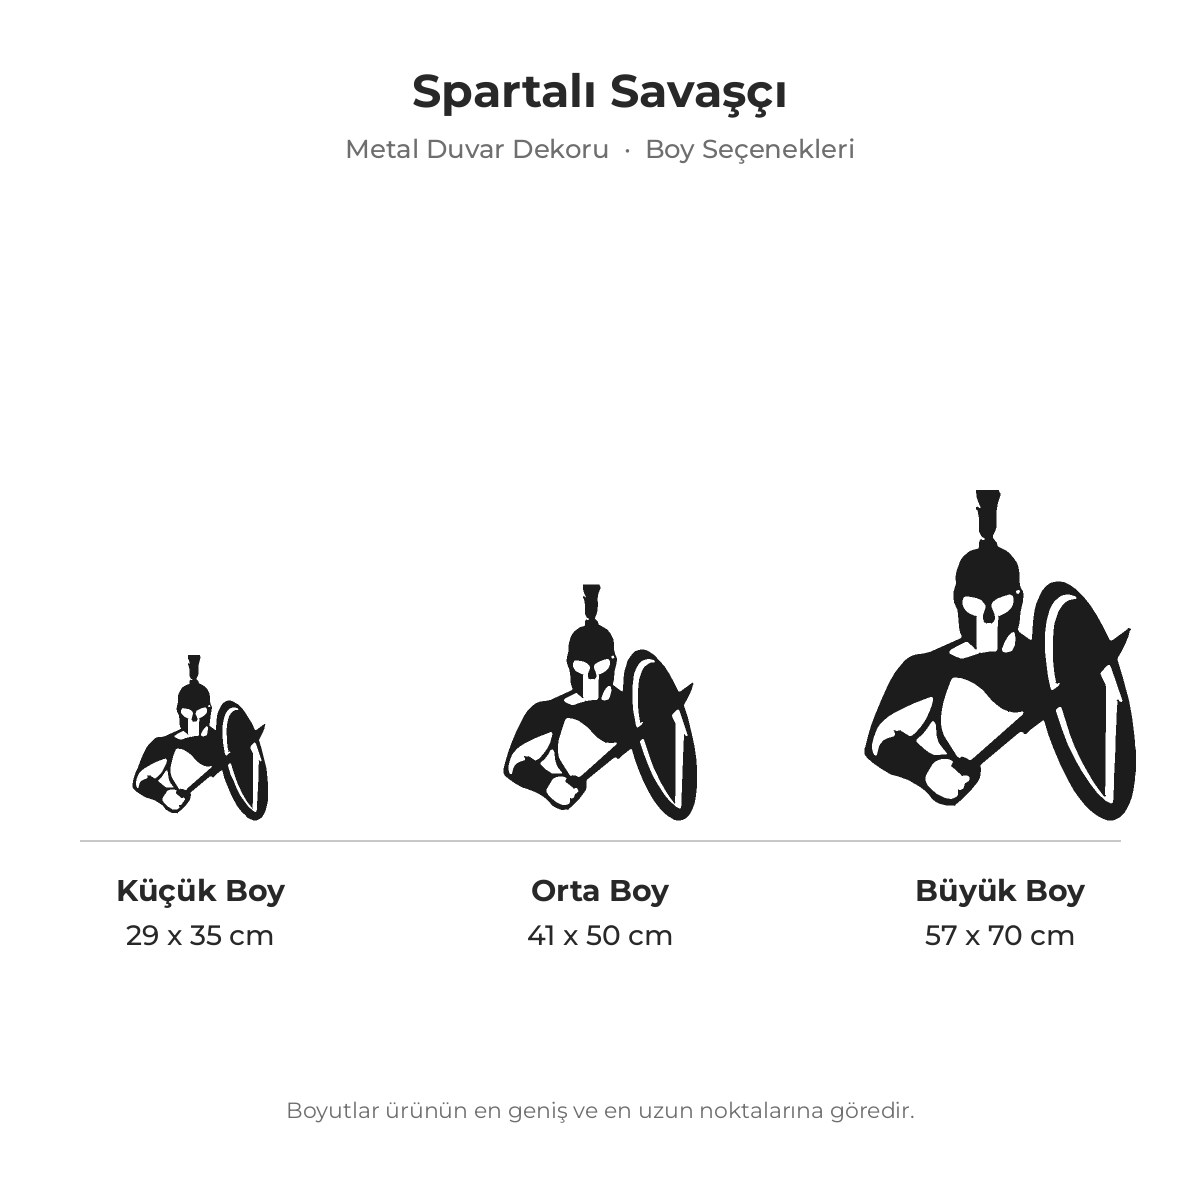 Spartalı Savaşçı
Metal Duvar Dekoru · Boy Seçenekleri
Küçük Boy
29 x 35 cm
Orta Boy
41 x 50 cm
Büyük Boy
57 x 70 cm
Boyutlar ürünün en geniş ve en uzun noktalarına göredir.